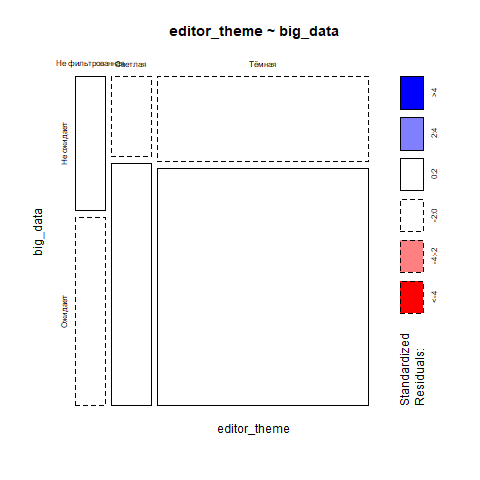 editor_theme ~ big_data
Не фильтрованная
Светлая
Тёмная
Не ожидает
Ожидает
big_data
editor_theme
Standardized
Residuals:
<-4
-4:-2
-2:0
0:2
2:4
>4